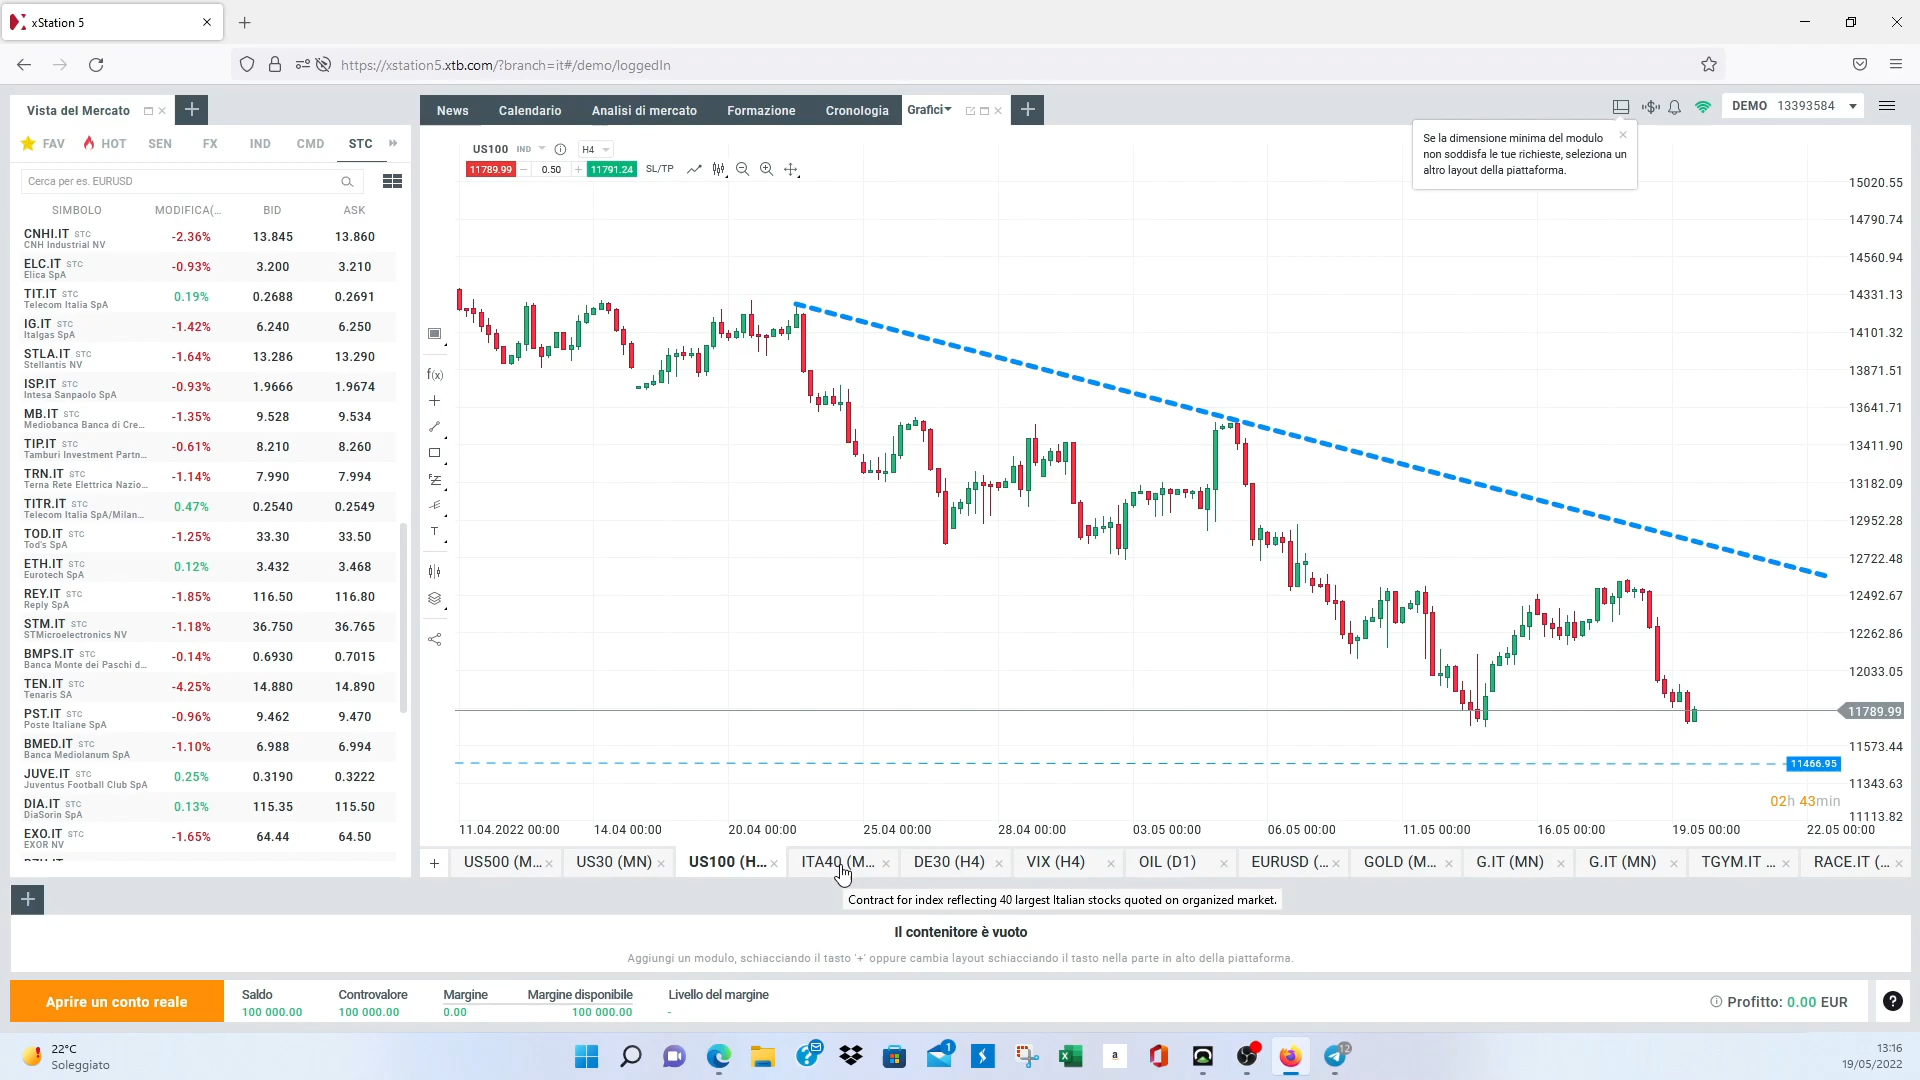 xStation 5
https://xstation5.xtb.com/?branch=it#/demo/loggedIn
Vista del Mercato
News
Calendario
Analisi di mercato
Formazione
Cronologia
Grafici
DEMO 13393584
FAV
HOT
SEN
FX
IND
CMD
STC
US100 IND
H4
11789.99
0.50
11791.24
SL/TP
Se la dimensione minima del modulo
non soddisfa le tue richieste, seleziona un
altro layout della piattaforma.
Cerca per es. EURUSD
SIMBOLO MODIFICA(... BID ASK
CNHI.IT STC -2.36% 13.845 13.860
CNH Industrial NV
ELC.IT STC -0.93% 3.200 3.210
Elica SpA
TIT.IT STC 0.19% 0.2688 0.2691
Telecom Italia SpA
IG.IT STC -1.42% 6.240 6.250
Italgas SpA
STLA.IT STC -1.64% 13.286 13.290
Stellantis NV
ISP.IT STC -0.93% 1.9666 1.9674
Intesa Sanpaolo SpA
MB.IT STC -1.35% 9.528 9.534
Mediobanca Banca di Cre...
TIP.IT STC -0.61% 8.210 8.260
Tamburi Investment Partn...
TRN.IT STC -1.14% 7.990 7.994
Terna Rete Elettrica Nazio...
TITR.IT STC 0.47% 0.2540 0.2549
Telecom Italia SpA/Milan...
TOD.IT STC -1.25% 33.30 33.50
Tod's SpA
ETH.IT STC 0.12% 3.432 3.468
Eurotech SpA
REY.IT STC -1.85% 116.50 116.80
Reply SpA
STM.IT STC -1.18% 36.750 36.765
STMicroelectronics NV
BMPS.IT STC -0.14% 0.6930 0.7015
Banca Monte dei Paschi d...
TEN.IT STC -4.25% 14.880 14.890
Tenaris SA
PST.IT STC -0.96% 9.462 9.470
Poste Italiane SpA
BMED.IT STC -1.10% 6.988 6.994
Banca Mediolanum SpA
JUVE.IT STC 0.25% 0.3190 0.3222
Juventus Football Club SpA
DIA.IT STC 0.13% 115.35 115.50
DiaSorin SpA
EXO.IT STC -1.65% 64.44 64.50
EXOR NV
f(x)
T
15020.55
14790.74
14560.94
14331.13
14101.32
13871.51
13641.71
13411.90
13182.09
12952.28
12722.48
12492.67
12262.86
12033.05
11789.99
11573.44
11466.95
11343.63
02h 43min
11113.82
11.04.2022 00:00 14.04 00:00 20.04 00:00 25.04 00:00 28.04 00:00 03.05 00:00 06.05 00:00 11.05 00:00 16.05 00:00 19.05 00:00 22.05 00:00
US500 (M... US30 (MN) US100 (H... ITA40 (M... DE30 (H4) VIX (H4) OIL (D1) EURUSD (... GOLD (M... G.IT (MN) G.IT (MN) TGYM.IT ... RACE.IT (...
Contract for index reflecting 40 largest Italian stocks quoted on organized market.
Il contenitore è vuoto
Aggiungi un modulo, schiacciando il tasto '+' oppure cambia layout schiacciando il tasto nella parte in alto della piattaforma.
Aprire un conto reale
Saldo Controvalore Margine Margine disponibile Livello del margine
100 000.00 100 000.00 0.00 100 000.00 -
Profitto: 0.00 EUR
22°C
Soleggiato
1
a
12
13:16
19/05/2022